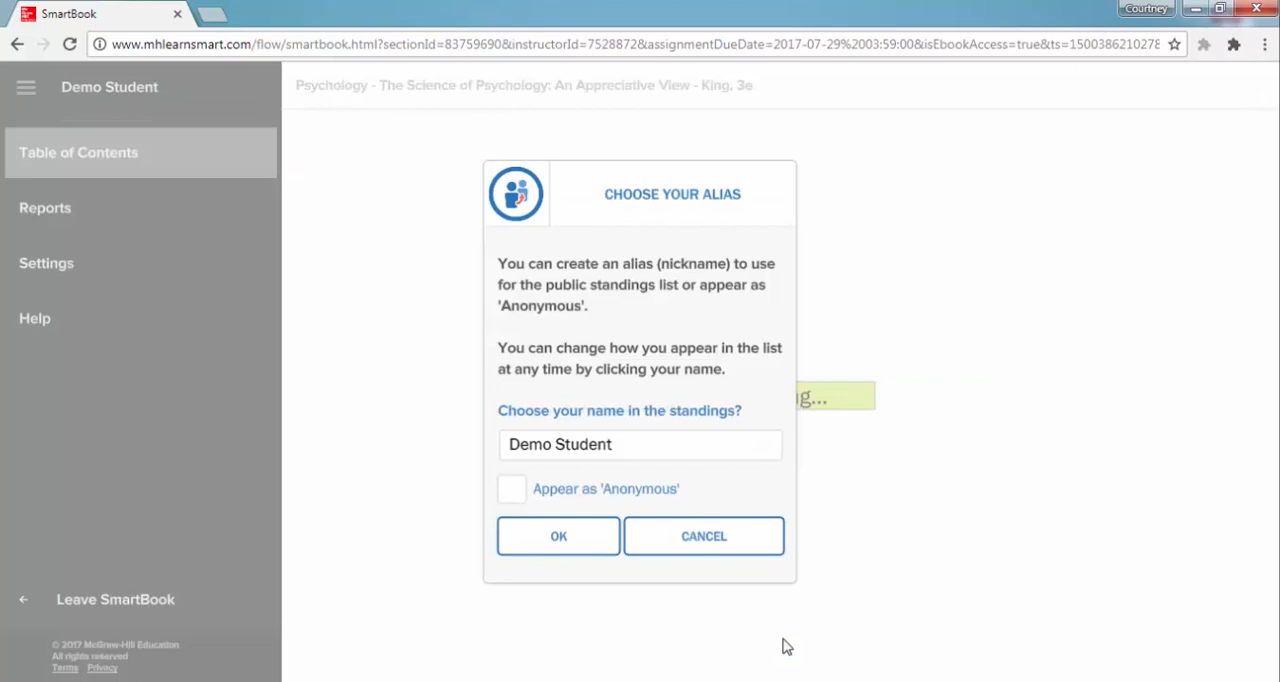 SmartBook
Courtney
www.mhlearnsmart.com/flow/smartbook.html?sectionId=83759690&instructorId=7528872&assignmentDueDate=2017-07-29%2003:59:00&isEbookAccess=true&ts=1500386210278
Demo Student
Psychology - The Science of Psychology: An Appreciative View - King, 3e
Table of Contents
Reports
Settings
Help
Leave SmartBook
© 2017 McGraw-Hill Education
All rights reserved
Terms Privacy
CHOOSE YOUR ALIAS
You can create an alias (nickname) to use
for the public standings list or appear as
'Anonymous'.
You can change how you appear in the list
at any time by clicking your name.
Choose your name in the standings?
Demo Student
Appear as 'Anonymous'
OK CANCEL